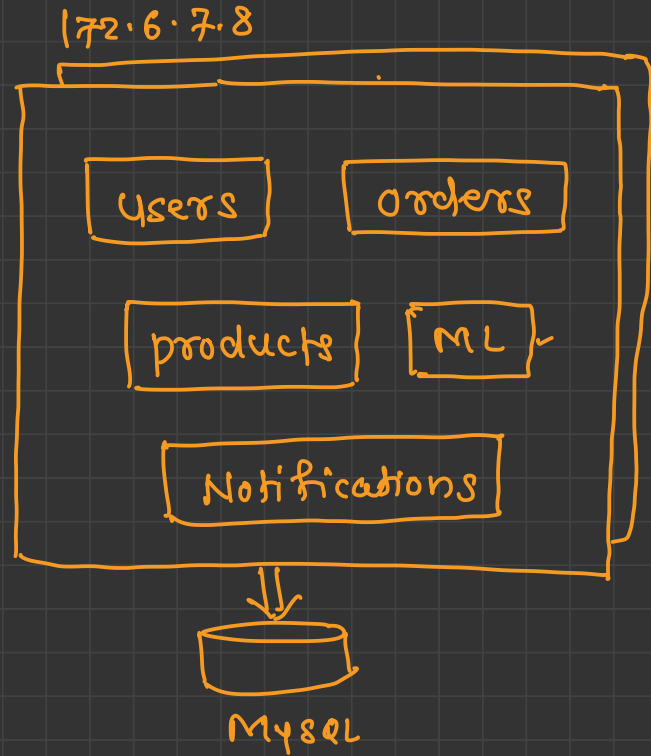 172.6.7.8
users
orders
products
ML
Notifications
MySQL